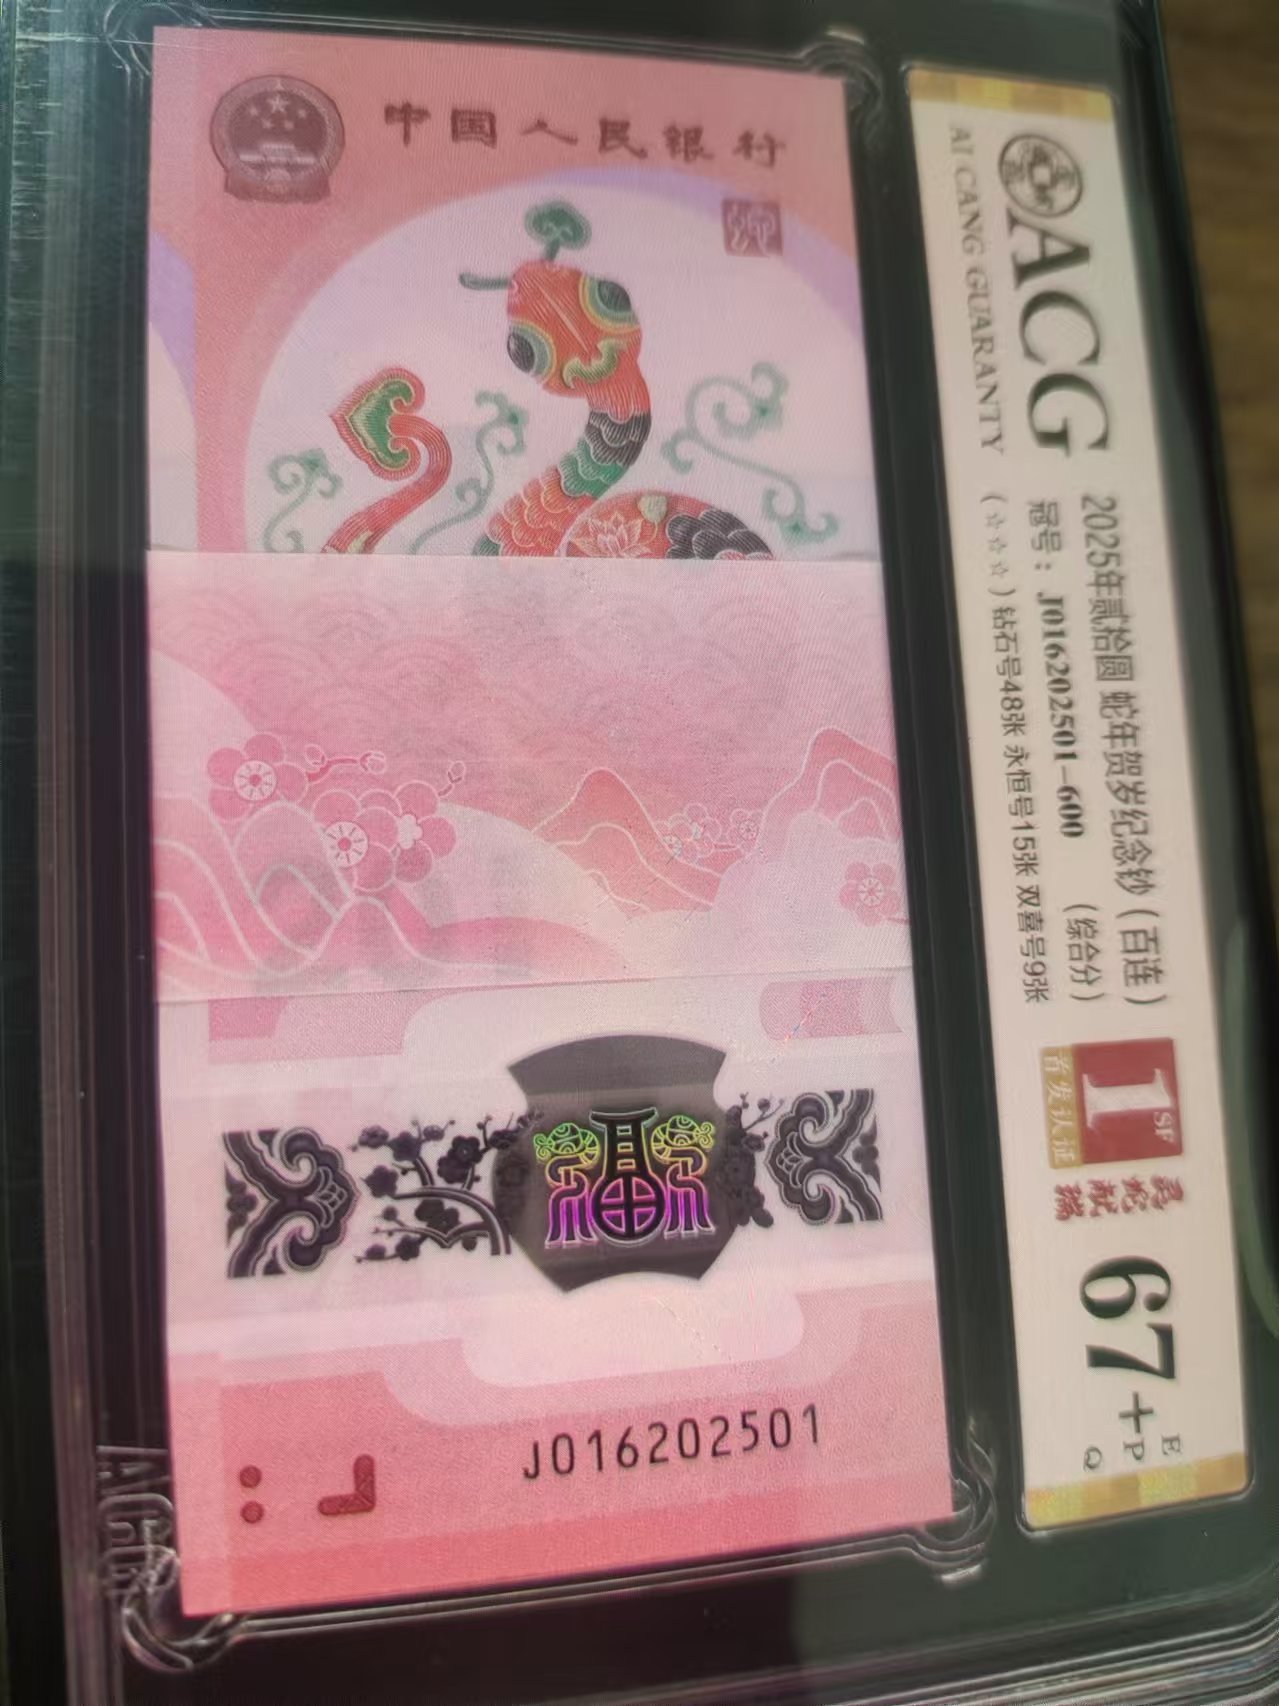 中国人民银行
J016202501
ACG
AI CANG GUARANTY
2025年贰拾圆 蛇年贺岁纪念钞（百连）
冠号：J016202501-600 （综合分）
（☆☆☆）钻石号48张 永恒号15张 双喜号9张
1ST
首发认证
灵蛇献瑞
67+
E
P
Q
ACG